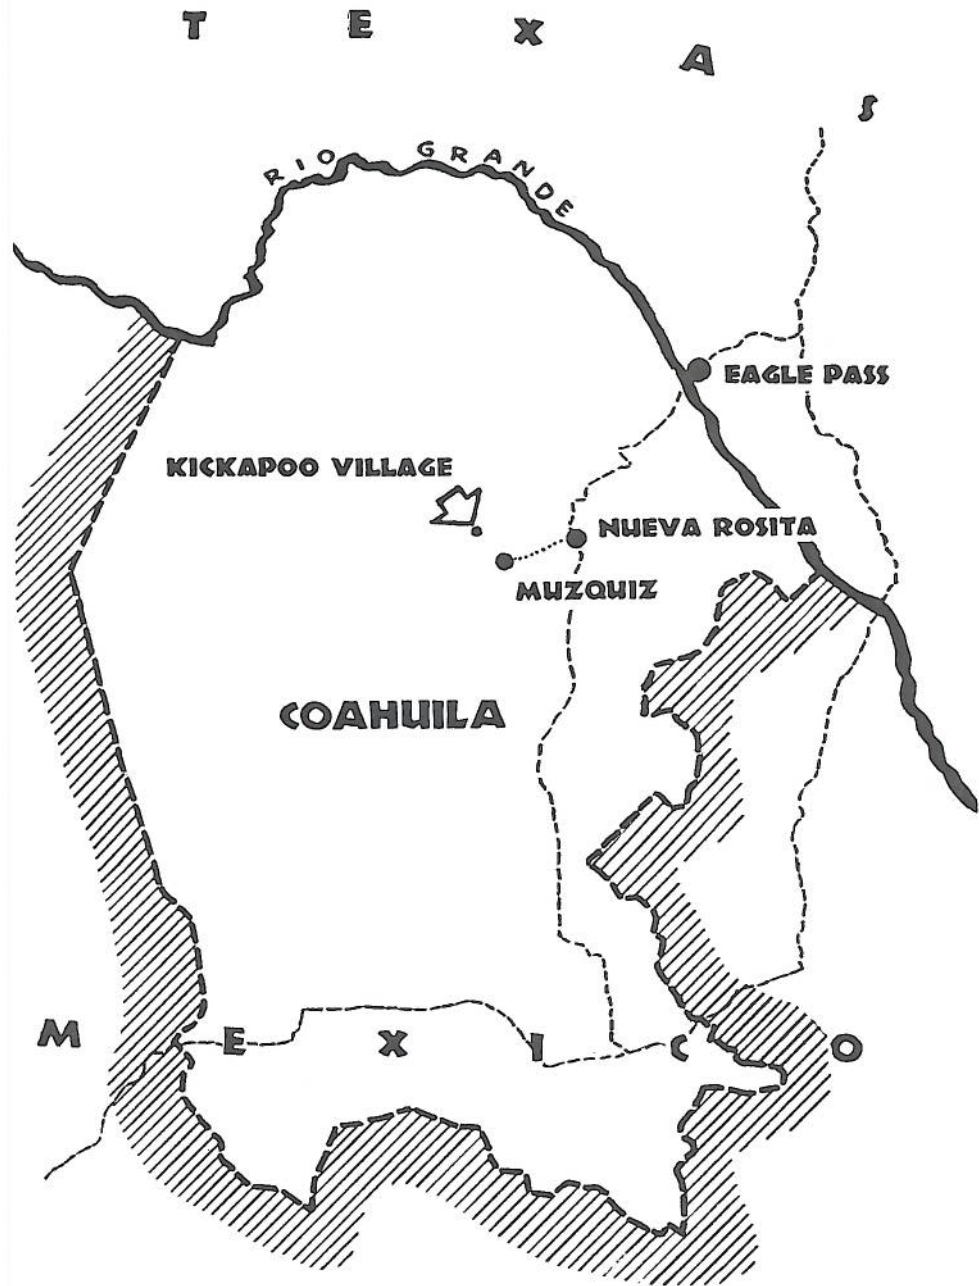 TEXAS
RIO GRANDE
EAGLE PASS
KICKAPOO VILLAGE
NUEVA ROSITA
MUZQUIZ
COAHUILA
MEXICO